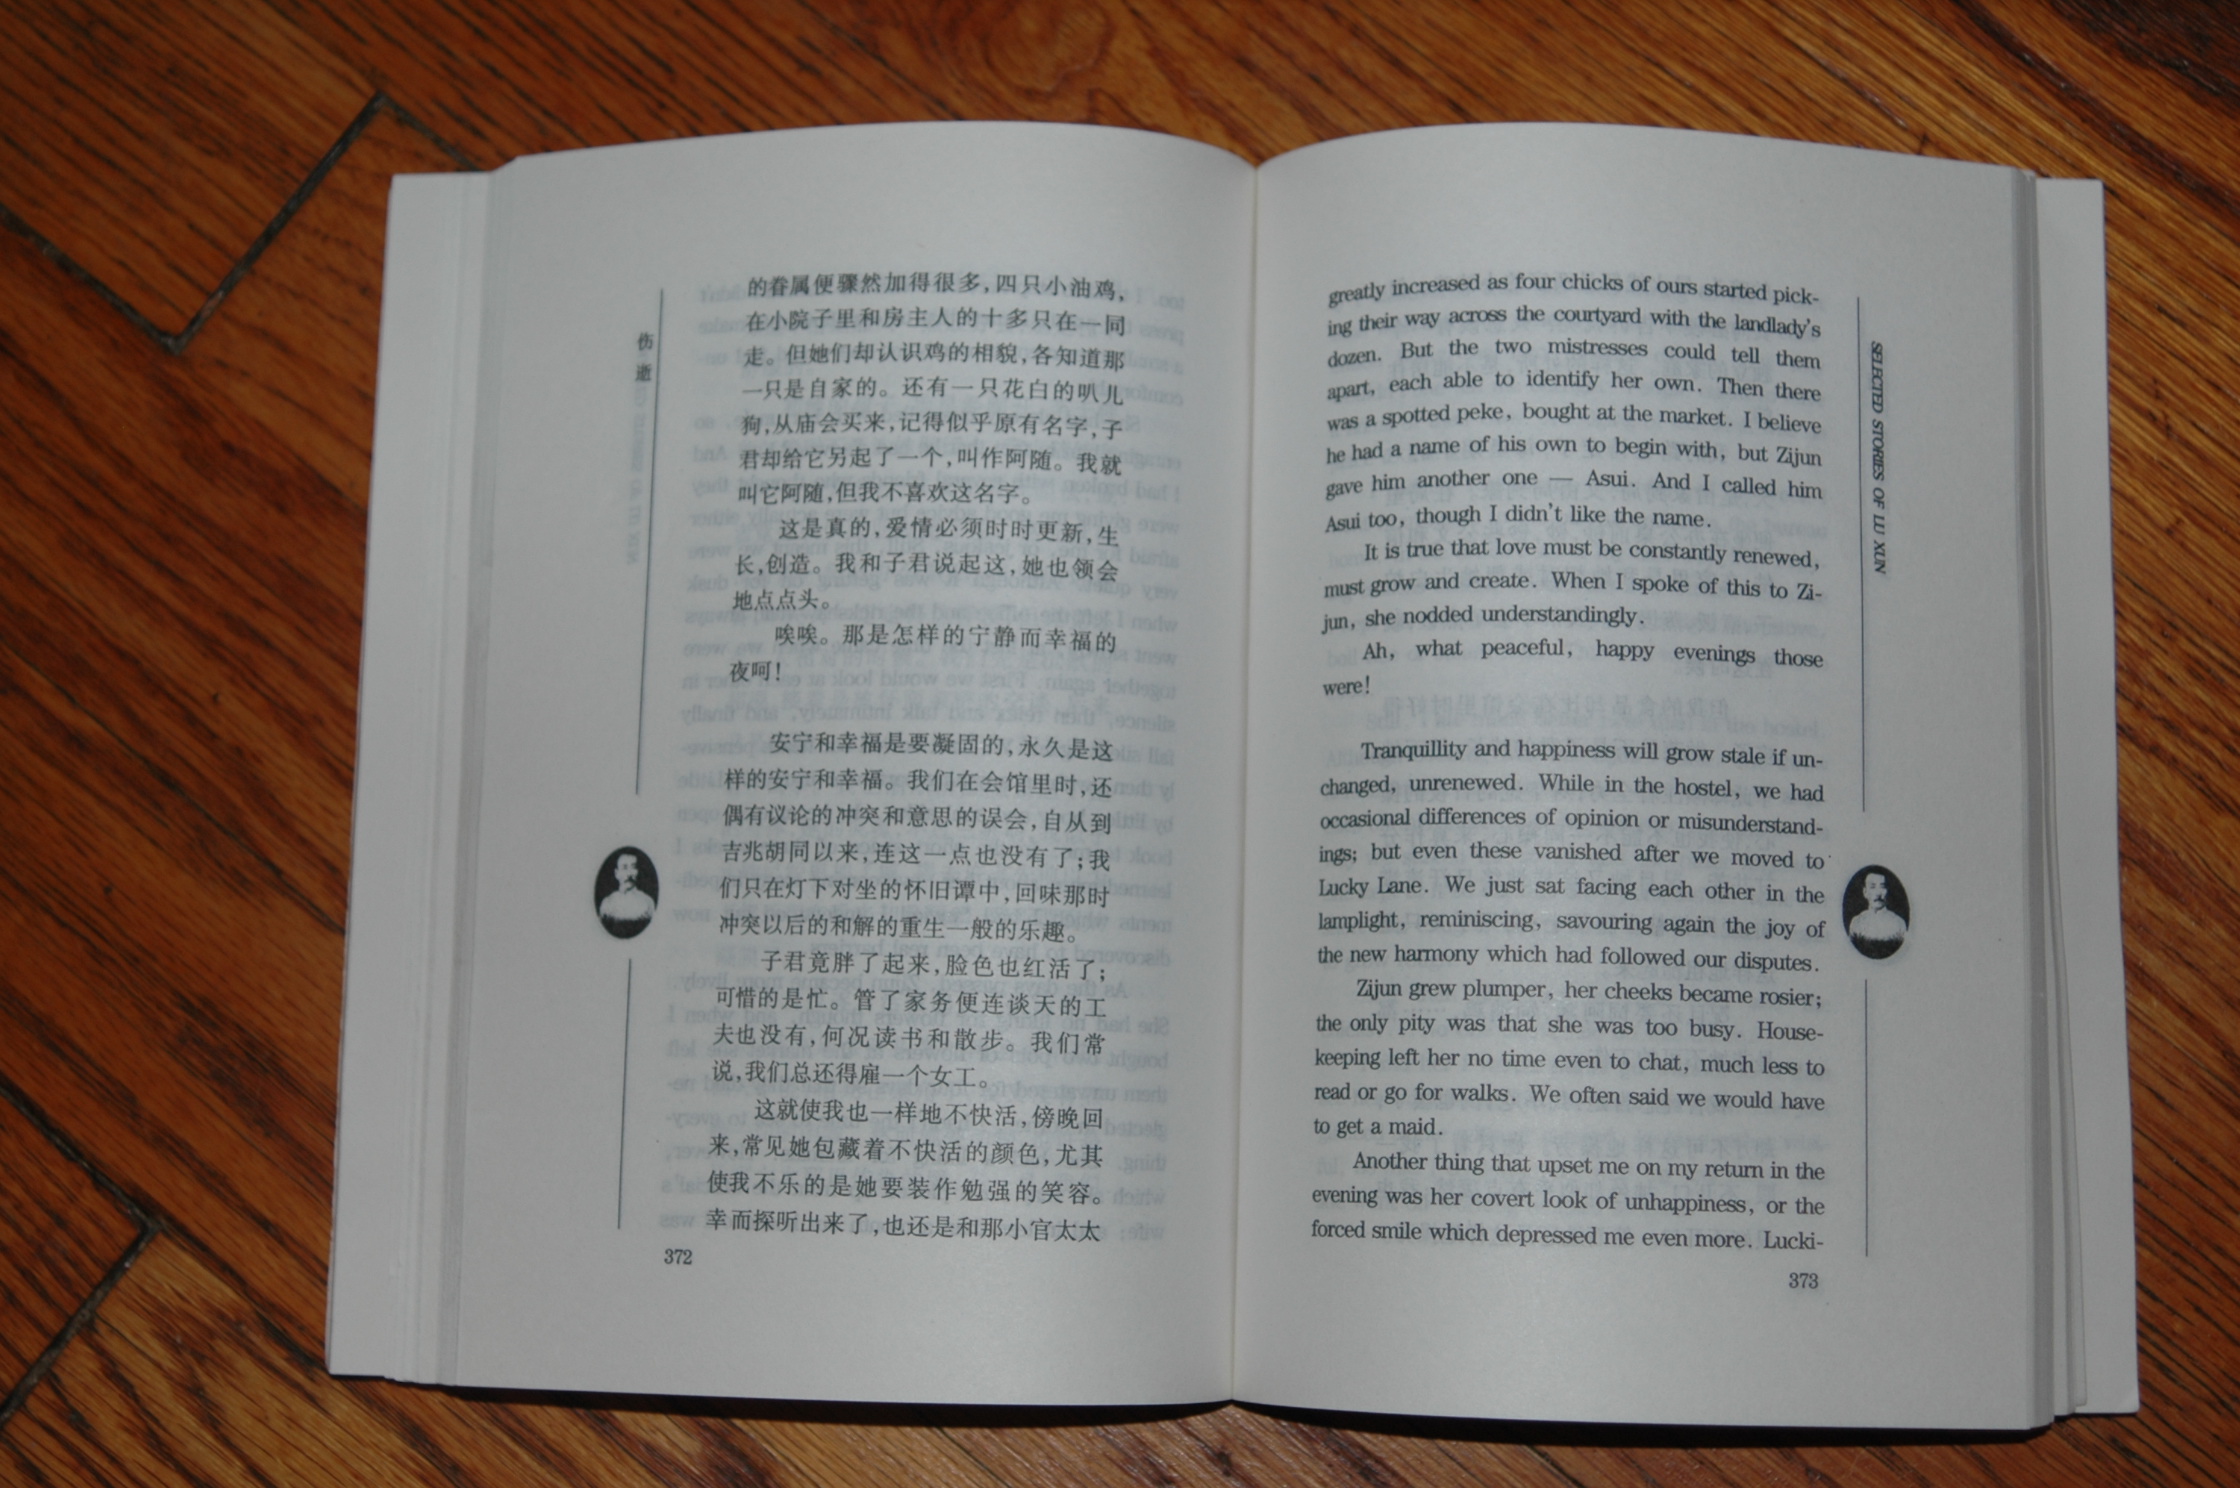 伤逝
的眷属便骤然加得很多,四只小油鸡,
在小院子里和房主人的十多只在一同
走。但她们却认识鸡的相貌,各知道那
一只是自家的。还有一只花白的叭儿
狗,从庙会买来,记得似乎原有名字,子
君却给它另起了一个,叫作阿随。我就
叫它阿随,但我不喜欢这名字。
这是真的,爱情必须时时更新,生
长,创造。我和子君说起这,她也领会
地点点头。
唉唉。那是怎样的宁静而幸福的
夜呵!
安宁和幸福是要凝固的,永久是这
样的安宁和幸福。我们在会馆里时,还
偶有议论的冲突和意思的误会,自从到
吉兆胡同以来,连这一点也没有了;我
们只在灯下对坐的怀旧谭中,回味那时
冲突以后的和解的重生一般的乐趣。
子君竟胖了起来,脸色也红活了;
可惜的是忙。管了家务便连谈天的工
夫也没有,何况读书和散步。我们常
说,我们总还得雇一个女工。
这就使我也一样地不快活,傍晚回
来,常见她包藏着不快活的颜色,尤其
使我不乐的是她要装作勉强的笑容。
幸而探听出来了,也还是和那小官太太
372
greatly increased as four chicks of ours started pick-
ing their way across the courtyard with the landlady's
dozen. But the two mistresses could tell them
apart, each able to identify her own. Then there
was a spotted peke, bought at the market. I believe
he had a name of his own to begin with, but Zijun
gave him another one — Asui. And I called him
Asui too, though I didn't like the name.
It is true that love must be constantly renewed,
must grow and create. When I spoke of this to Zi-
jun, she nodded understandingly.
Ah, what peaceful, happy evenings those
were!
Tranquillity and happiness will grow stale if un-
changed, unrenewed. While in the hostel, we had
occasional differences of opinion or misunderstand-
ings; but even these vanished after we moved to
Lucky Lane. We just sat facing each other in the
lamplight, reminiscing, savouring again the joy of
the new harmony which had followed our disputes.
Zijun grew plumper, her cheeks became rosier;
the only pity was that she was too busy. House-
keeping left her no time even to chat, much less to
read or go for walks. We often said we would have
to get a maid.
Another thing that upset me on my return in the
evening was her covert look of unhappiness, or the
forced smile which depressed me even more. Lucki-
373
SELECTED STORIES OF LU XUN